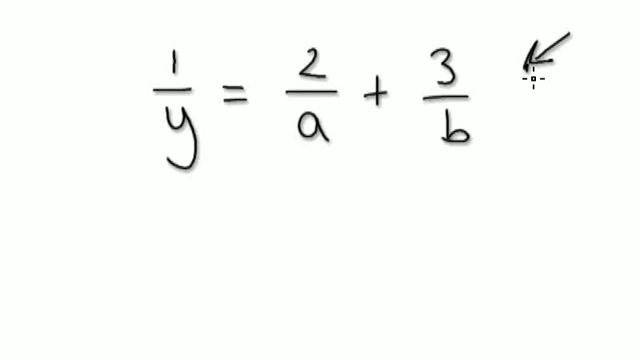 1/y = 2/a + 3/b